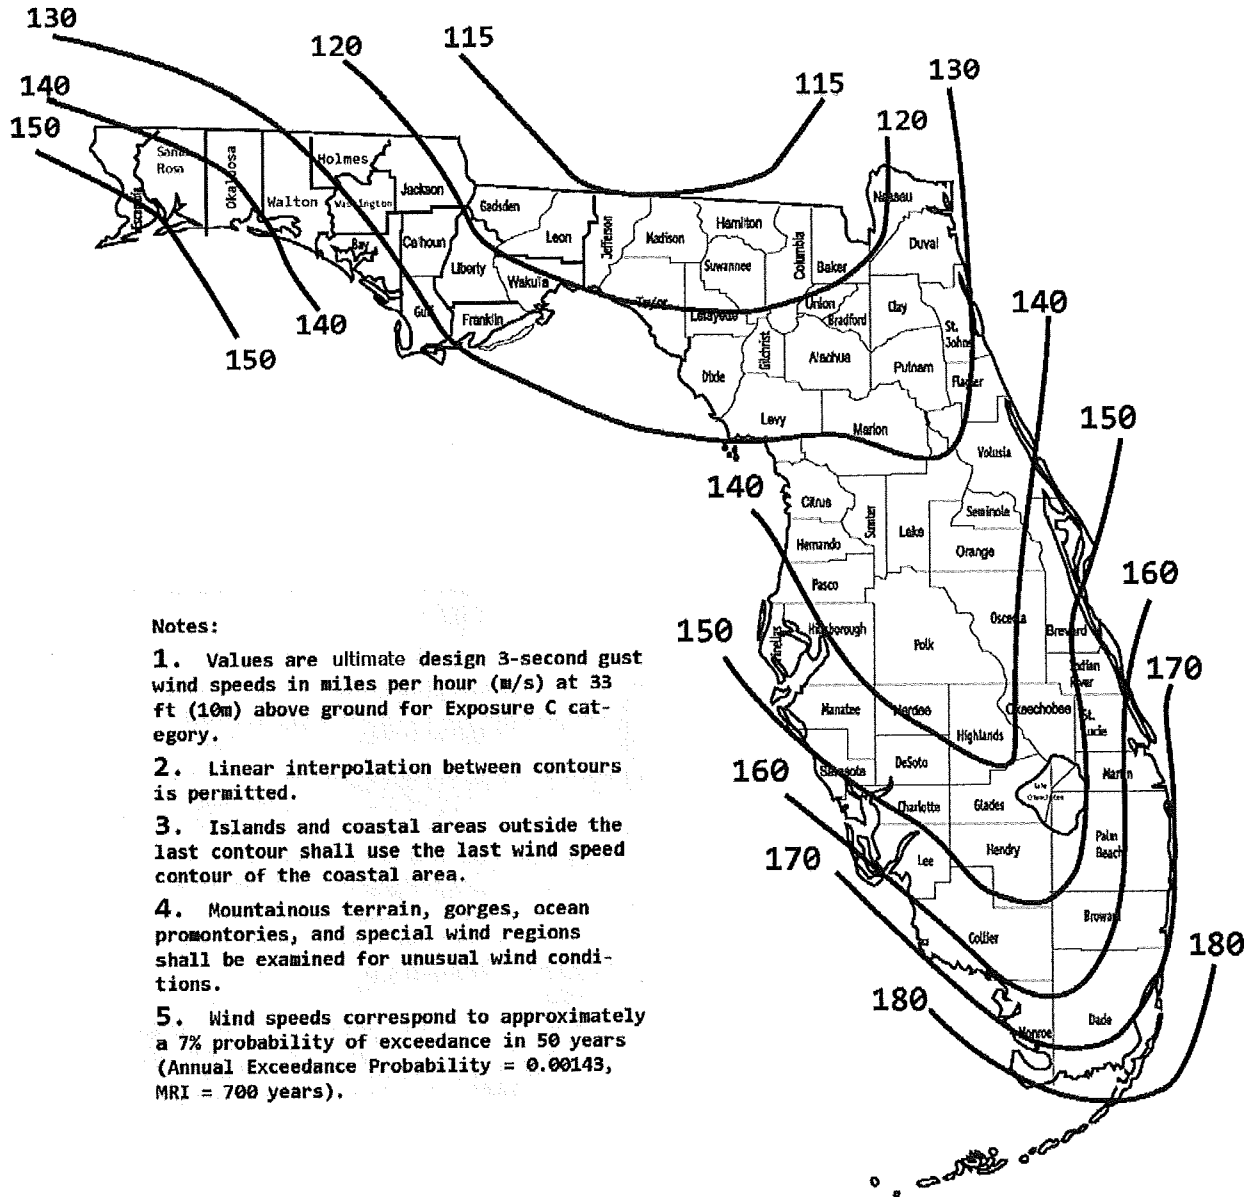 130
120
115
115
130
140
120
150
Santa
Rosa
Escambia
Okaloosa
Walton
Holmes
Washington
Jackson
Bay
Calhoun
Gulf
Gadsden
Liberty
Leon
Wakulla
Franklin
Jefferson
Madison
Hamilton
Suwannee
Columbia
Baker
Nassau
Duval
Taylor
Lafayette
Union
Bradford
Clay
St.
Johns
140
150
140
Dixie
Gilchrist
Alachua
Putnam
Flagler
Levy
Marion
150
140
Volusia
Citrus
Sumter
Lake
Seminole
Hernando
Orange
Pasco
160
Pinellas
Hillsborough
Polk
Osceola
Brevard
150
Indian
River
170
Manatee
Hardee
Highlands
Okeechobee
St.
Lucie
160
Sarasota
DeSoto
Martin
Charlotte
Glades
Lake
Okeechobee
170
Lee
Hendry
Palm
Beach
Collier
Broward
180
180
Monroe
Dade
Notes:
1. Values are ultimate design 3-second gust
wind speeds in miles per hour (m/s) at 33
ft (10m) above ground for Exposure C cat-
egory.
2. Linear interpolation between contours
is permitted.
3. Islands and coastal areas outside the
last contour shall use the last wind speed
contour of the coastal area.
4. Mountainous terrain, gorges, ocean
promontories, and special wind regions
shall be examined for unusual wind condi-
tions.
5. Wind speeds correspond to approximately
a 7% probability of exceedance in 50 years
(Annual Exceedance Probability = 0.00143,
MRI = 700 years).